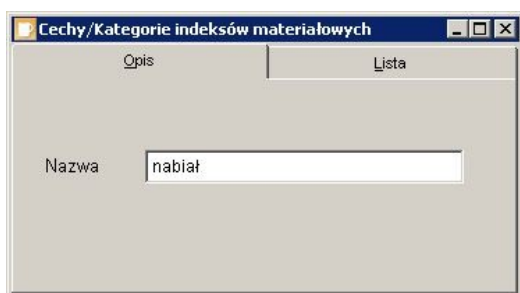 Cechy/Kategorie indeksów materiałowych
Opis Lista
Nazwa nabiał